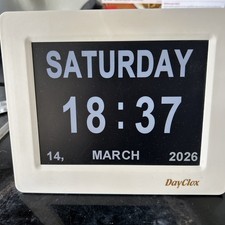 SATURDAY
18:37
14, MARCH 2026
DayClox